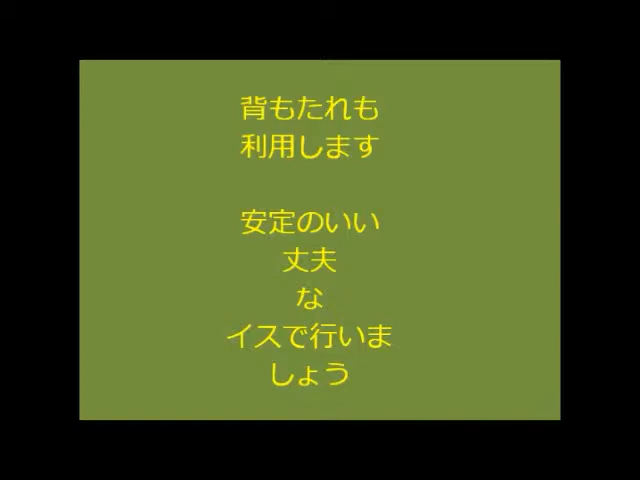 背もたれも
利用します
安定のいい
丈夫
な
イスで行いま
しょう